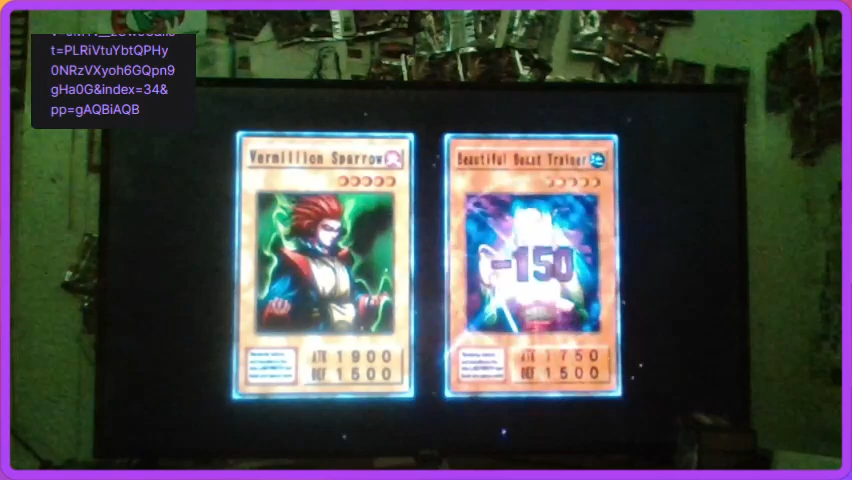 t=PLRiVtuYbtQPHy
0NRzVXyoh6GQpn9
gHa0G&index=34&
pp=gAQBiAQB
Vermillion Sparrow
ATK 1900
DEF 1500
Beautiful Beast Trainer
-150
ATK 1750
DEF 1500